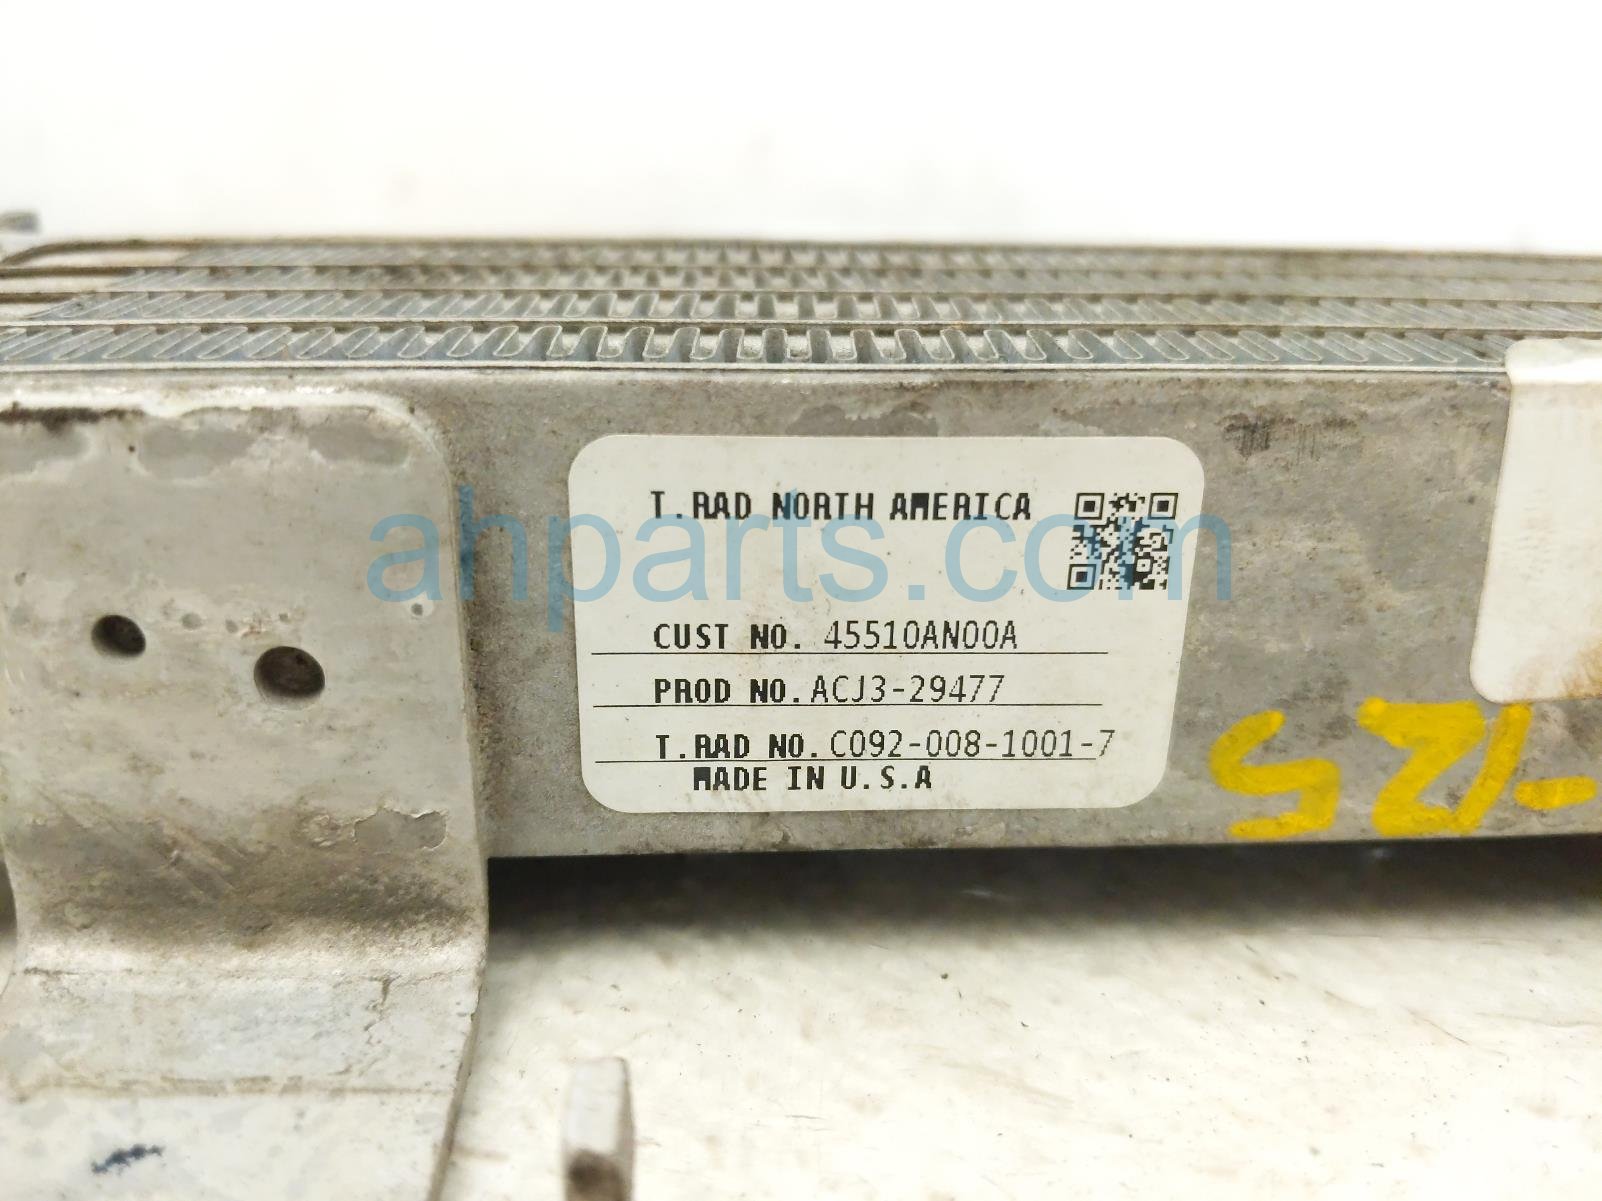 T.RAD NORTH AMERICA
ahparts.com
CUST NO. 45510AN00A
PROD NO. ACJ3-29477
T.RAD NO. C092-008-1001-7
MADE IN U.S.A
-125